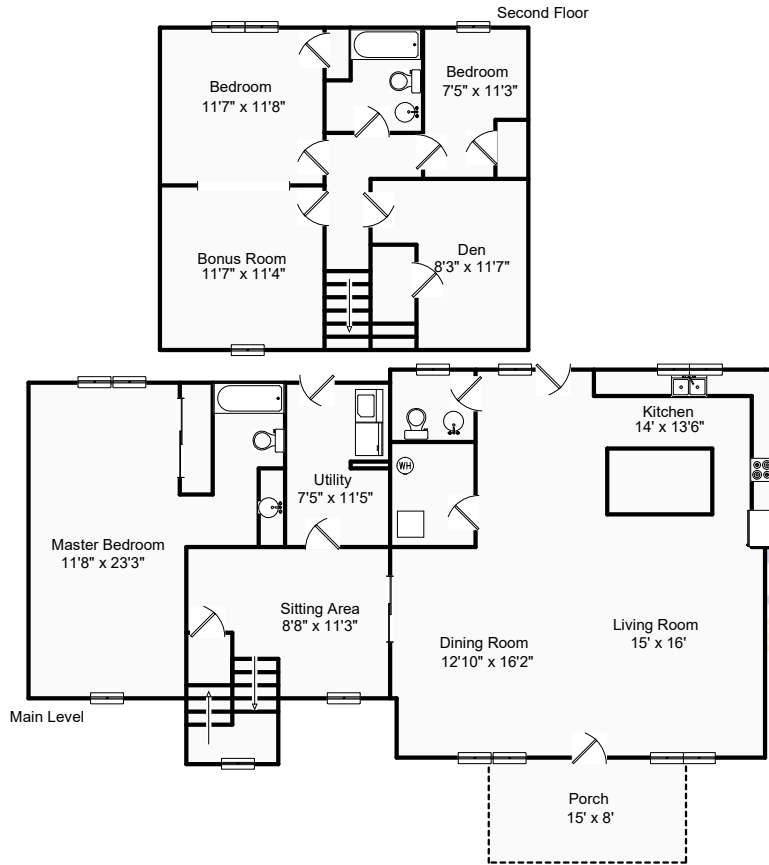 Second Floor
Bedroom
11'7" x 11'8"
Bedroom
7'5" x 11'3"
Bonus Room
11'7" x 11'4"
Den
8'3" x 11'7"
Kitchen
14' x 13'6"
WH
Utility
7'5" x 11'5"
Master Bedroom
11'8" x 23'3"
Sitting Area
8'8" x 11'3"
Dining Room
12'10" x 16'2"
Living Room
15' x 16'
Main Level
Porch
15' x 8'